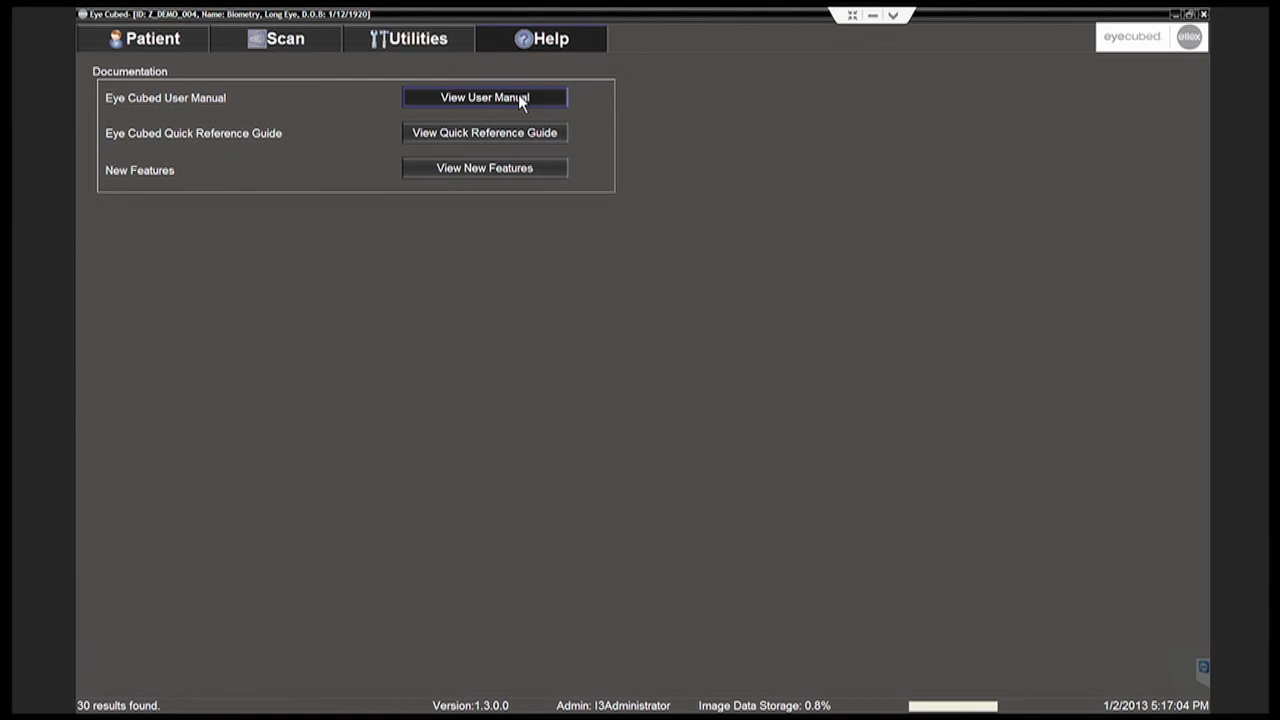 Eye Cubed- [ID: Z_DEMO_004, Name: Biometry, Long Eye, D.O.B: 1/12/1920]
Patient Scan Utilities Help
eyecubed ellex
Documentation
Eye Cubed User Manual View User Manual
Eye Cubed Quick Reference Guide View Quick Reference Guide
New Features View New Features
30 results found. Version:1.3.0.0 Admin: I3Administrator Image Data Storage: 0.8% 1/2/2013 5:17:04 PM